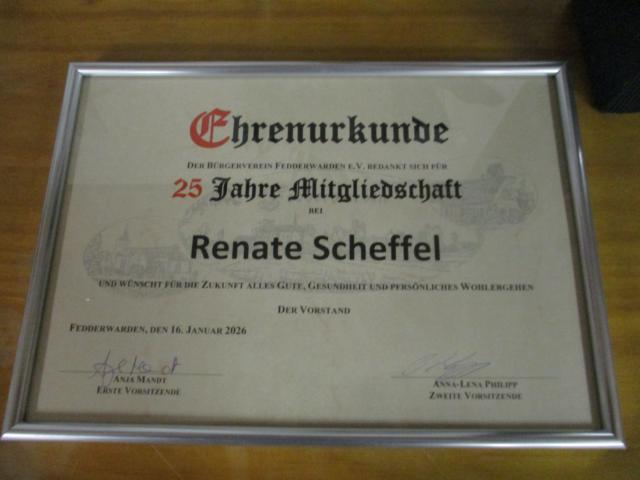 Ehrenurkunde
Der Bürgerverein Fedderwarden e.V. bedankt sich für
25 Jahre Mitgliedschaft
bei
Renate Scheffel
und wünscht für die Zukunft alles Gute, Gesundheit und persönliches Wohlergehen
Der Vorstand
Fedderwarden, den 16. Januar 2026
Anja Mandt
Erste Vorsitzende
Anna-Lena Philipp
Zweite Vorsitzende